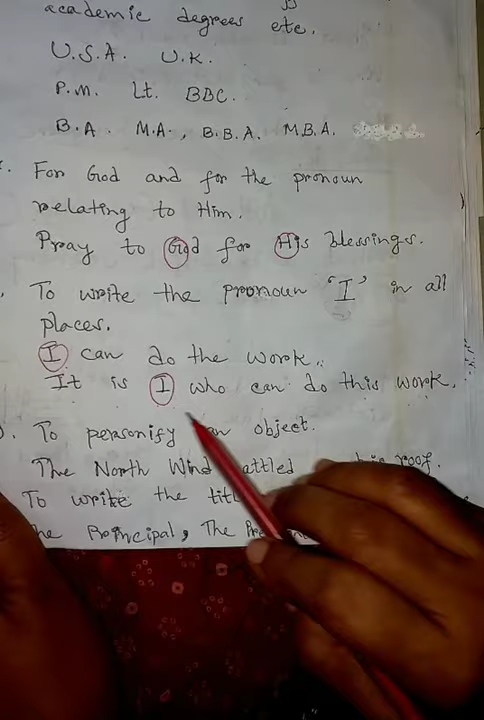 academic degrees etc.
U.S.A. U.K.
P.M. Lt. BBC.
B.A. M.A., B.B.A. M.B.A.
For God and for the pronoun
relating to Him.
Pray to God for His blessings.
To write the pronoun 'I' in all
places.
I can do the work.
It is I who can do this work.
To personify an object.
The North Wind roof.
To write the
The Principal, The